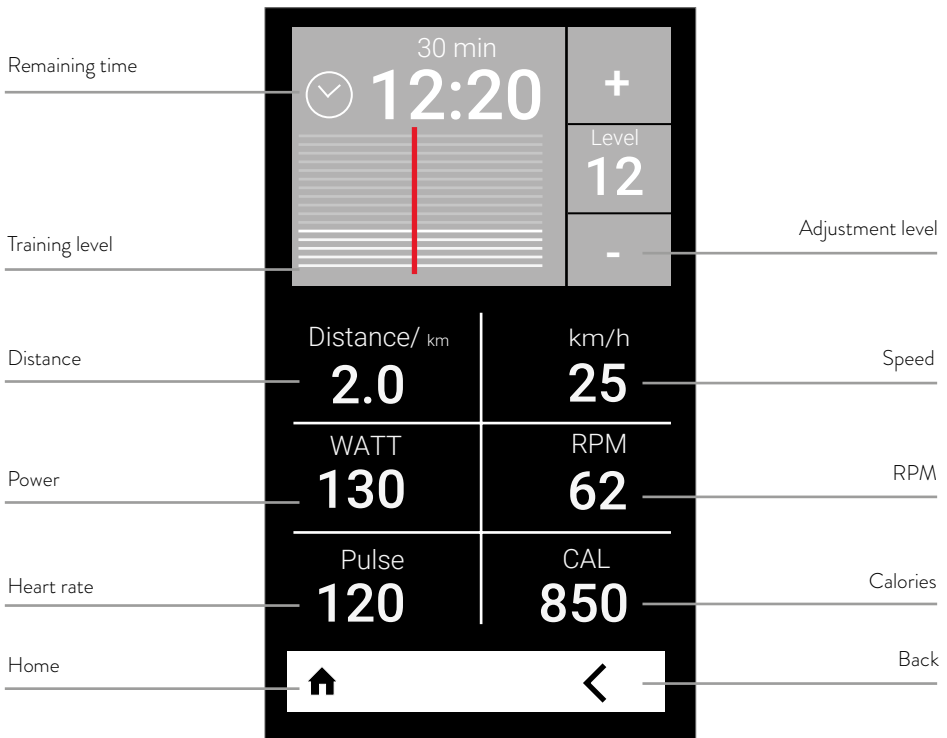 30 min
Remaining time
12:20
+
Level
12
Training level
Adjustment level
-
Distance/ km
km/h
Distance
2.0
25
Speed
WATT
RPM
Power
130
62
RPM
Pulse
CAL
Heart rate
120
850
Calories
Home
Back